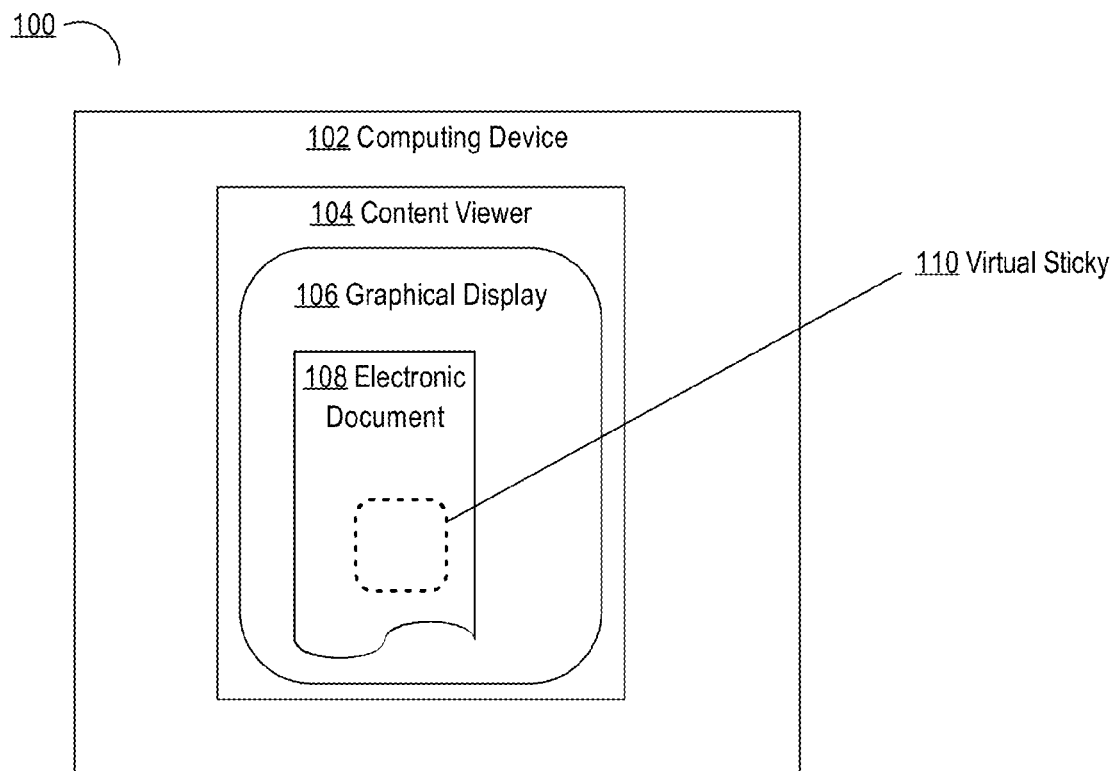 100
102 Computing Device
104 Content Viewer
110 Virtual Sticky
106 Graphical Display
108 Electronic
Document